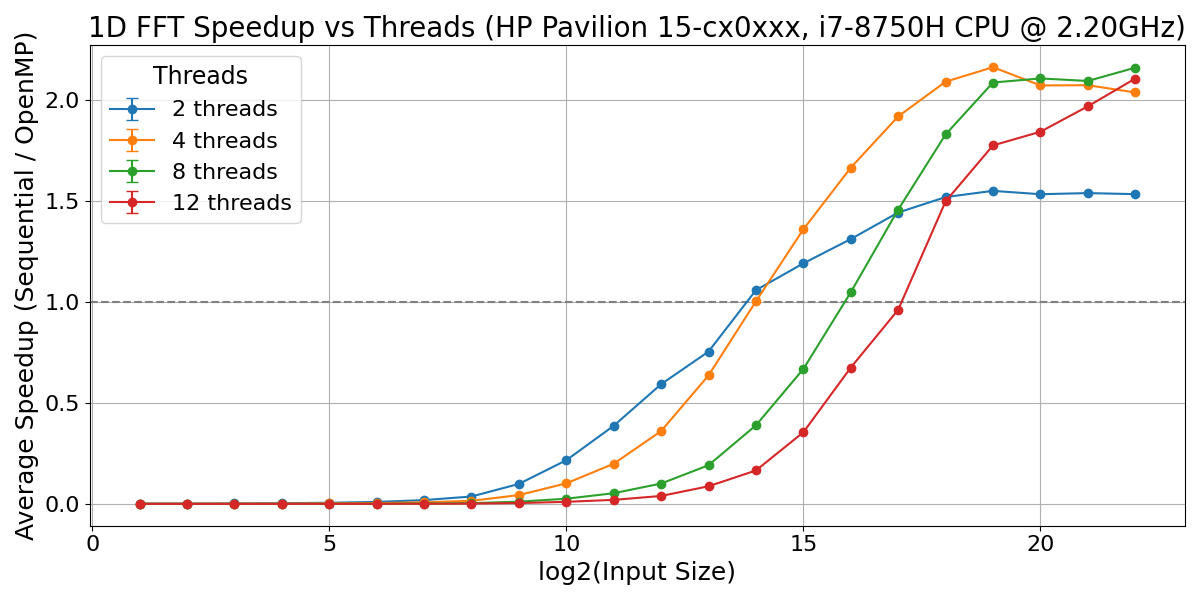 1D FFT Speedup vs Threads (HP Pavilion 15-cx0xxx, i7-8750H CPU @ 2.20GHz)
Average Speedup (Sequential / OpenMP)
Threads
2 threads
4 threads
8 threads
12 threads
2.0
1.5
1.0
0.5
0.0
0
5
10
15
20
log2(Input Size)